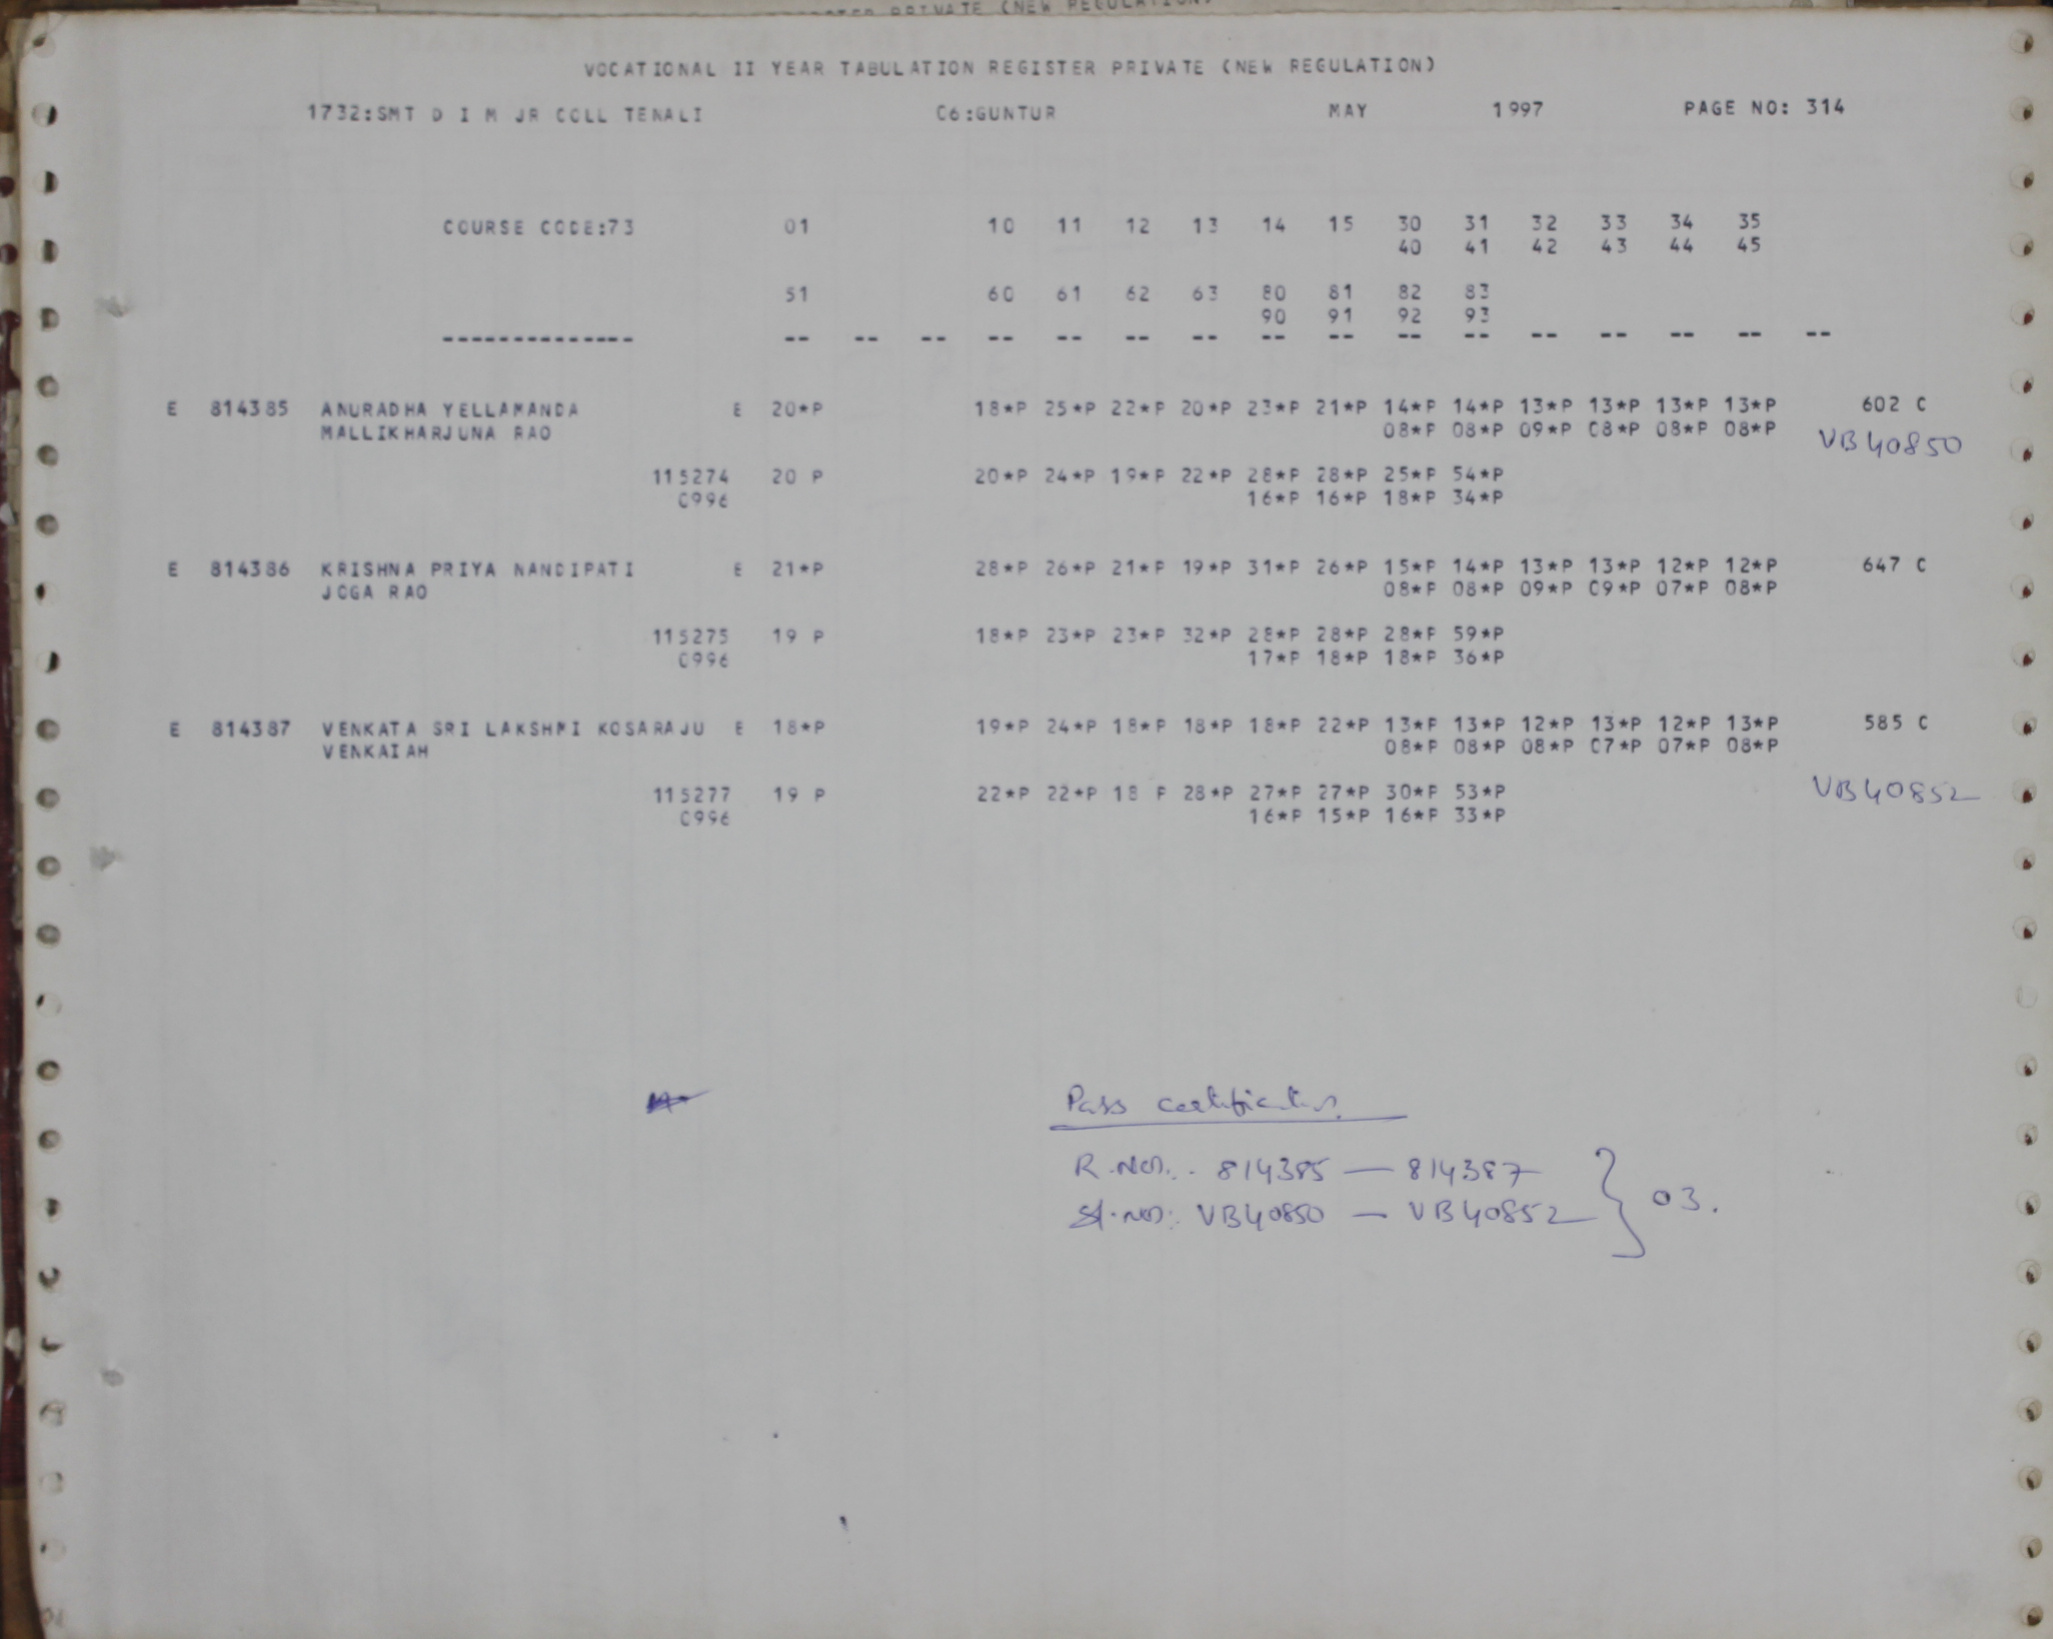 VOCATIONAL II YEAR TABULATION REGISTER PRIVATE (NEW REGULATION)
1732:SMT D I M JR COLL TENALI C6:GUNTUR MAY 1997 PAGE NO: 314
COURSE CODE:73 01 10 11 12 13 14 15 30 31 32 33 34 35
40 41 42 43 44 45
51 60 61 62 63 80 81 82 83
90 91 92 93
-------------- -- -- -- -- -- -- -- -- -- -- -- -- -- -- -- --
E 814385 ANURADHA YELLAMANDA E 20*P 18*P 25*P 22*P 20*P 23*P 21*P 14*P 14*P 13*P 13*P 13*P 13*P 602 C
MALLIKHARJUNA RAO 08*P 08*P 09*P 08*P 08*P 08*P VB40850
115274 20 P 20*P 24*P 19*P 22*P 28*P 28*P 25*P 54*P
0996 16*P 16*P 18*P 34*P
E 814386 KRISHNA PRIYA NANDIPATI E 21*P 28*P 26*P 21*P 19*P 31*P 26*P 15*P 14*P 13*P 13*P 12*P 12*P 647 C
JOGA RAO 08*P 08*P 09*P 09*P 07*P 08*P
115275 19 P 18*P 23*P 23*P 32*P 28*P 28*P 28*P 59*P
0996 17*P 18*P 18*P 36*P
E 814387 VENKATA SRI LAKSHMI KOSARAJU E 18*P 19*P 24*P 18*P 18*P 18*P 22*P 13*P 13*P 12*P 13*P 12*P 13*P 585 C
VENKAIAH 08*P 08*P 08*P 07*P 07*P 08*P
115277 19 P 22*P 22*P 18 P 28*P 27*P 27*P 30*P 53*P VB40852
0996 16*P 15*P 16*P 33*P
Pass certificates
R.Nos. 814385 — 814387
Sl.nos: VB40850 — VB40852 } 03.